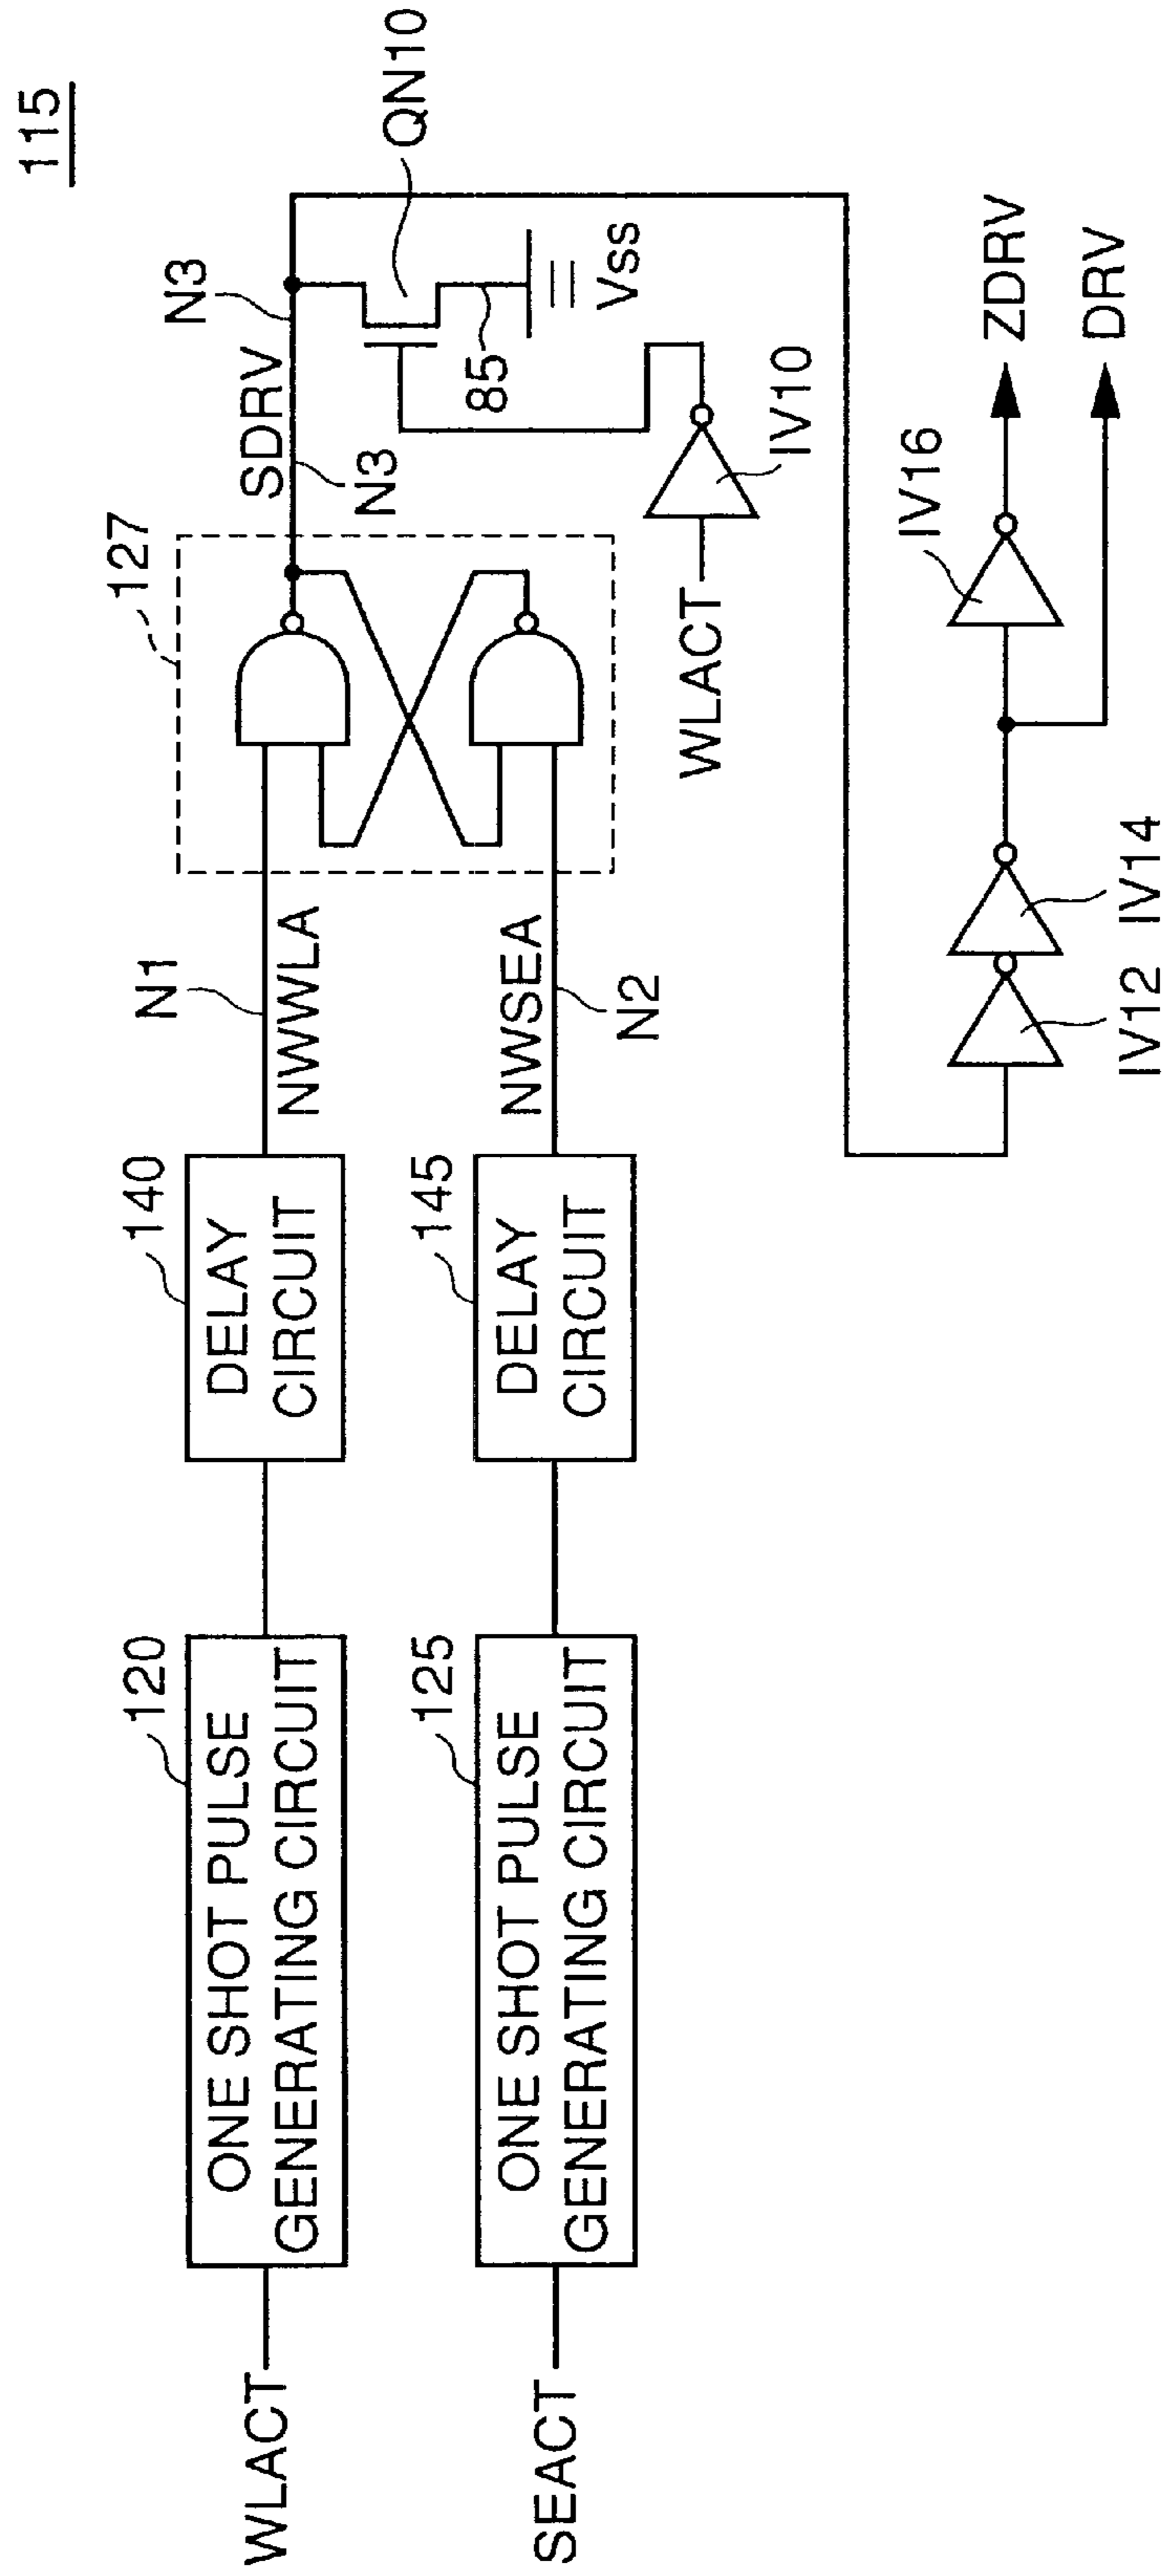 115
WLACT
120
ONE SHOT PULSE
GENERATING CIRCUIT
140
DELAY
CIRCUIT
N1
NWWLA
127
SDRV
N3
N3
QN10
85
Vss
SEACT
125
ONE SHOT PULSE
GENERATING CIRCUIT
145
DELAY
CIRCUIT
NWSEA
N2
WLACT
IV10
IV12
IV14
IV16
ZDRV
DRV